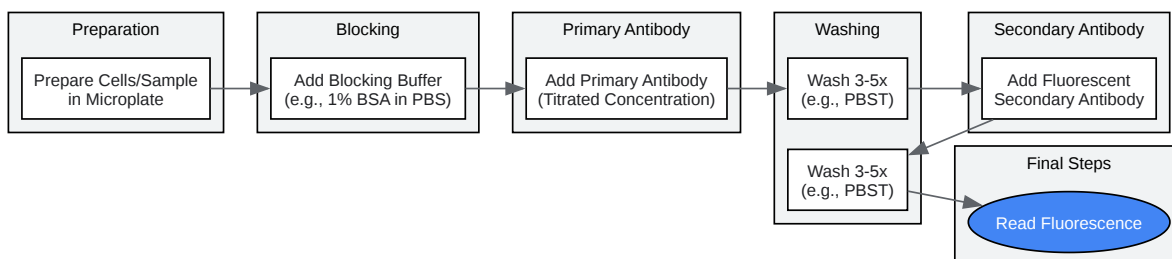 Preparation
Prepare Cells/Sample
in Microplate
Blocking
Add Blocking Buffer
(e.g., 1% BSA in PBS)
Primary Antibody
Add Primary Antibody
(Titrated Concentration)
Washing
Wash 3-5x
(e.g., PBST)
Secondary Antibody
Add Fluorescent
Secondary Antibody
Wash 3-5x
(e.g., PBST)
Final Steps
Read Fluorescence